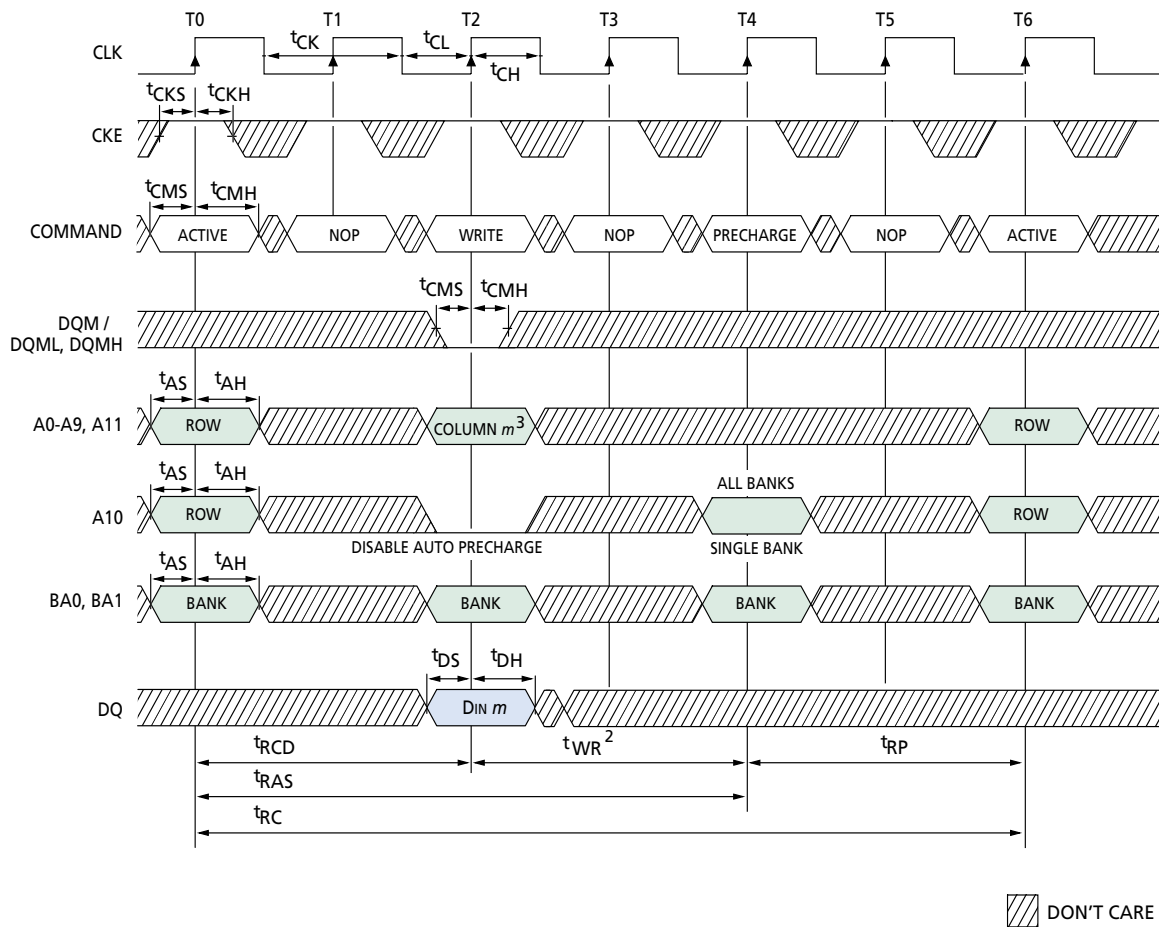 T0 T1 T2 T3 T4 T5 T6
CLK
tCK tCL
tCH
tCKS tCKH
CKE
tCMS tCMH
COMMAND ACTIVE NOP WRITE NOP PRECHARGE NOP ACTIVE
tCMS tCMH
DQM /
DQML, DQMH
tAS tAH
A0-A9, A11 ROW COLUMN m3 ROW
tAS tAH
ALL BANKS
A10 ROW ROW
DISABLE AUTO PRECHARGE SINGLE BANK
tAS tAH
BA0, BA1 BANK BANK BANK BANK
tDS tDH
DQ DIN m
tRCD tWR2 tRP
tRAS
tRC
DON'T CARE